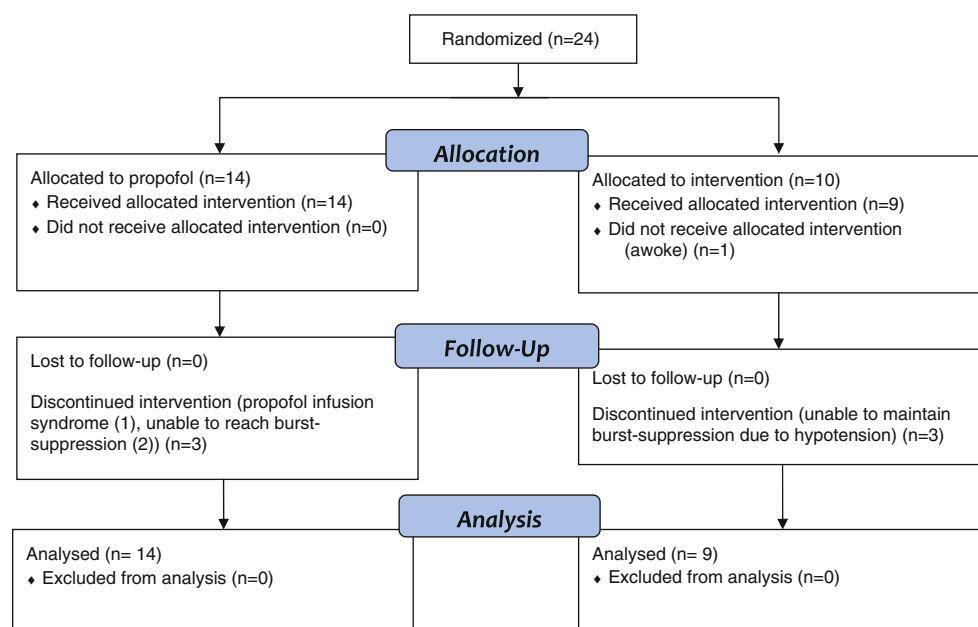 Randomized (n=24)
Allocation
Allocated to propofol (n=14)
♦ Received allocated intervention (n=14)
♦ Did not receive allocated intervention (n=0)
Allocated to intervention (n=10)
♦ Received allocated intervention (n=9)
♦ Did not receive allocated intervention
(awoke) (n=1)
Follow-Up
Lost to follow-up (n=0)
Discontinued intervention (propofol infusion
syndrome (1), unable to reach burst-
suppression (2)) (n=3)
Lost to follow-up (n=0)
Discontinued intervention (unable to maintain
burst-suppression due to hypotension) (n=3)
Analysis
Analysed (n= 14)
♦ Excluded from analysis (n=0)
Analysed (n= 9)
♦ Excluded from analysis (n=0)